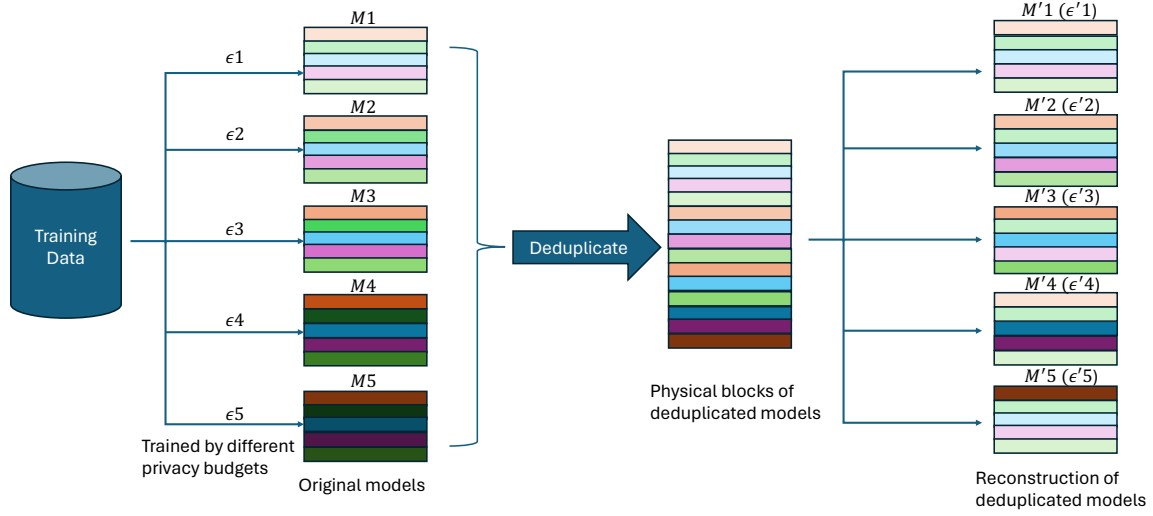 Training
Data
ϵ1
ϵ2
ϵ3
ϵ4
ϵ5
Trained by different
privacy budgets
M1
M2
M3
M4
M5
Original models
Deduplicate
Physical blocks of
deduplicated models
M′1 (ϵ′1)
M′2 (ϵ′2)
M′3 (ϵ′3)
M′4 (ϵ′4)
M′5 (ϵ′5)
Reconstruction of
deduplicated models